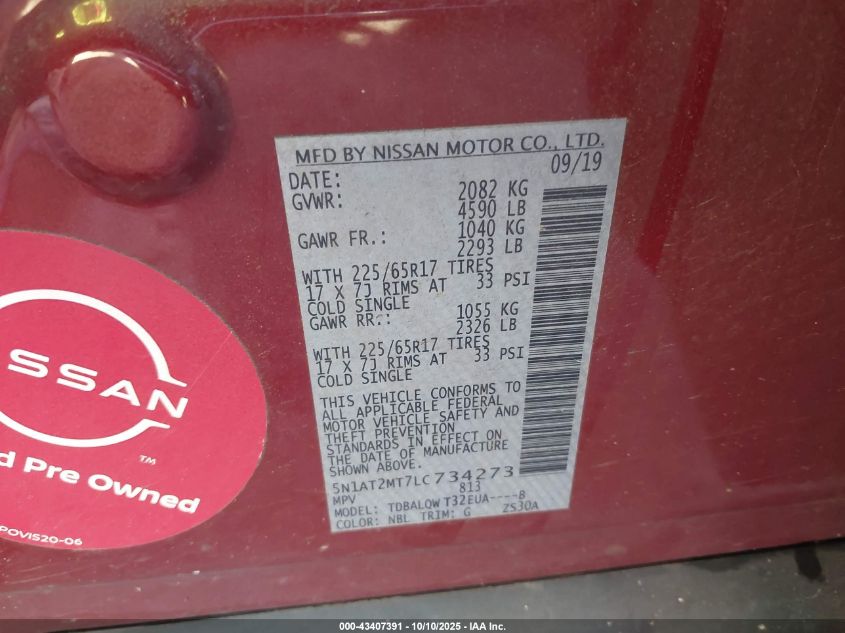 MFD BY NISSAN MOTOR CO., LTD.
DATE: 09/19
GVWR: 2082 KG
4590 LB
GAWR FR.: 1040 KG
2293 LB
WITH 225/65R17 TIRES
17 X 7J RIMS AT 33 PSI
COLD SINGLE
GAWR RR.: 1055 KG
2326 LB
WITH 225/65R17 TIRES
17 X 7J RIMS AT 33 PSI
COLD SINGLE
THIS VEHICLE CONFORMS TO
ALL APPLICABLE FEDERAL
MOTOR VEHICLE SAFETY AND
THEFT PREVENTION
STANDARDS IN EFFECT ON
THE DATE OF MANUFACTURE
SHOWN ABOVE.
5N1AT2MT7LC734273
MPV 813
MODEL: TDBALQW T32EUA----B
COLOR: NBL TRIM: G ZS30A
SSAN
TM
d Pre Owned
POVIS20-06
000-43407391 - 10/10/2025 - IAA Inc.